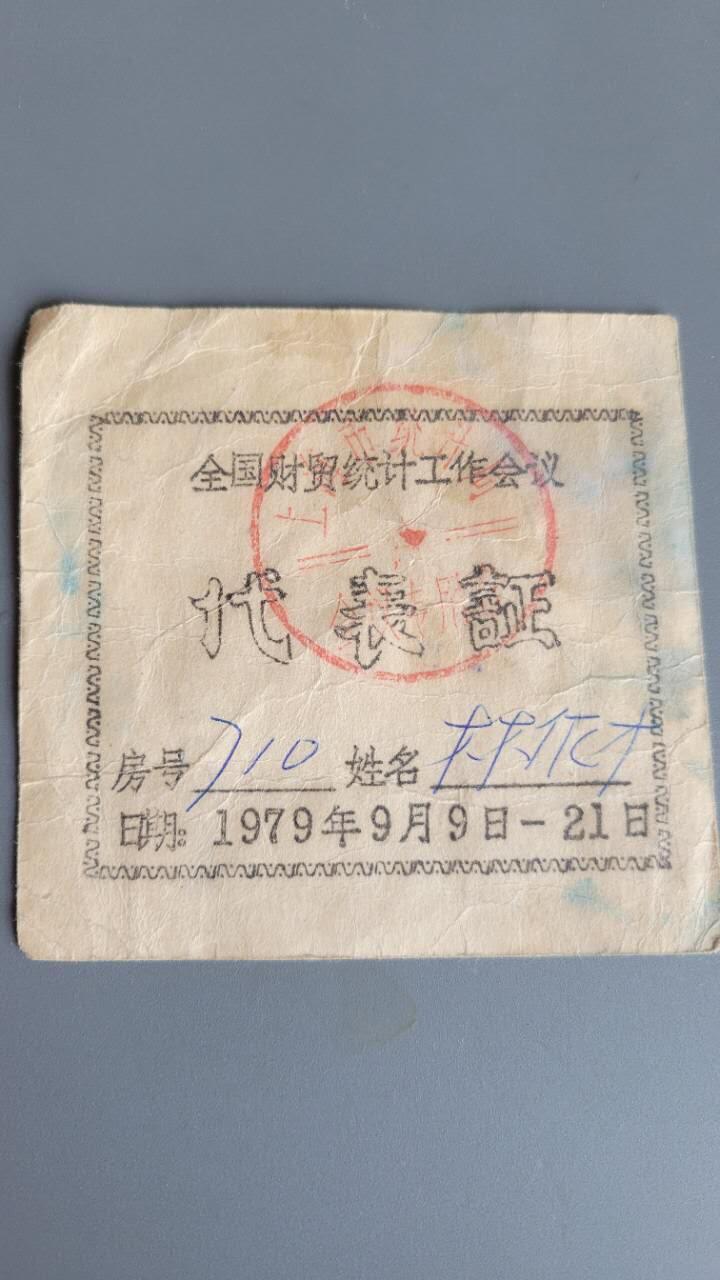 全国财贸统计工作会议
代表証
房号 710 姓名 林
日期: 1979年9月9日-21日